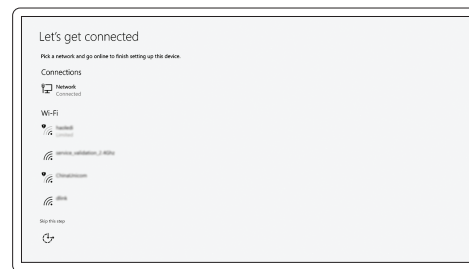 Let's get connected
Pick a network and go online to finish setting up this device.
Connections
Network
Connected
Wi-Fi
service_validation_2.4GHz
ChinaUnicom
dlink
Skip this step